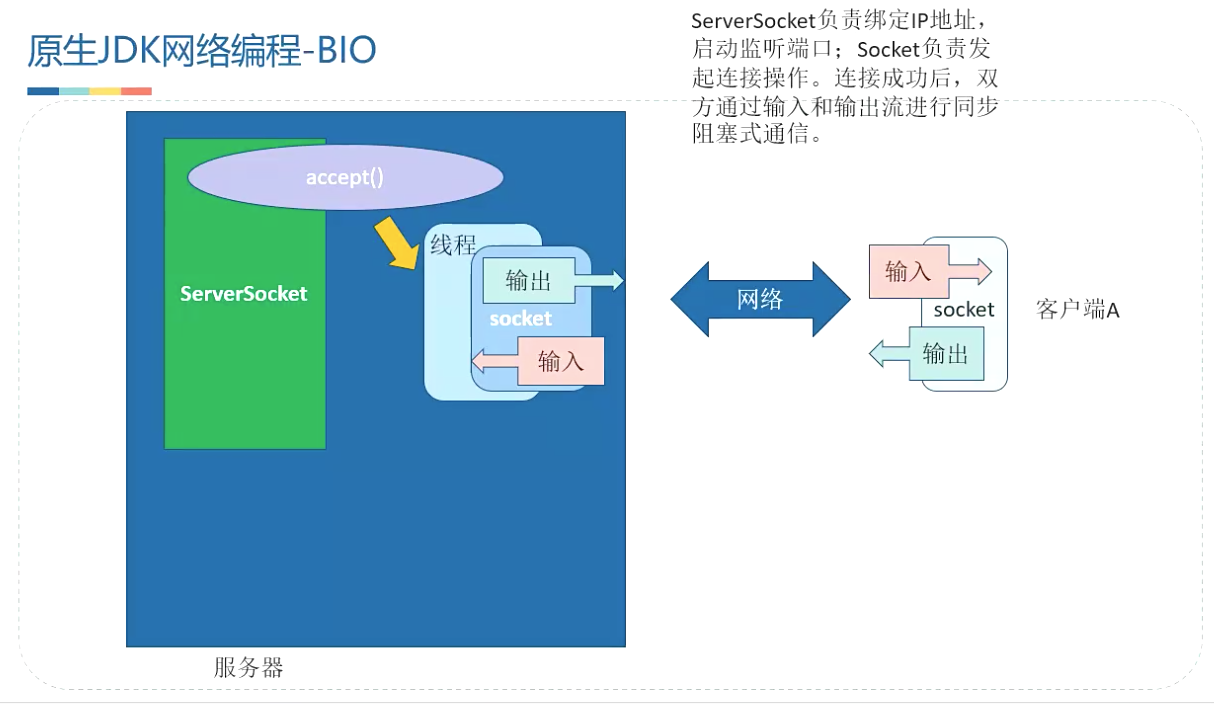 原生JDK网络编程-BIO
ServerSocket负责绑定IP地址，
启动监听端口；Socket负责发
起连接操作。连接成功后，双
方通过输入和输出流进行同步
阻塞式通信。
accept()
线程
输出
ServerSocket
socket
输入
网络
输入
socket
客户端A
输出
服务器